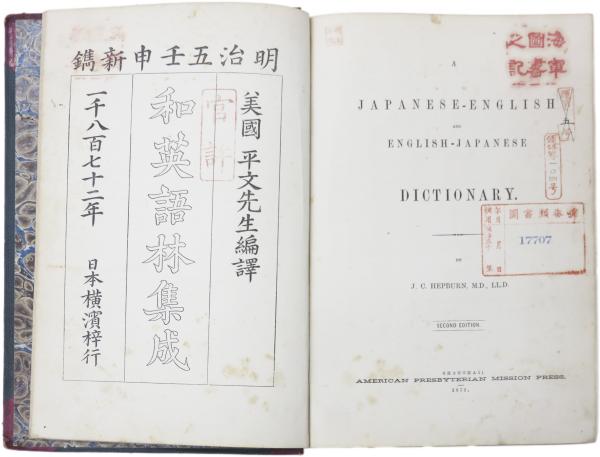 明治五壬申新鐫
美國 平文先生編譯
官許
和英語林集成
一千八百七十二年
日本橫濱梓行
海軍
圖書
之記
A
JAPANESE-ENGLISH
AND
ENGLISH-JAPANESE
DICTIONARY.
BY
J. C. HEPBURN, M.D., LL.D.
SECOND EDITION.
SHANGHAI:
AMERICAN PRESBYTERIAN MISSION PRESS.
1872.
17707